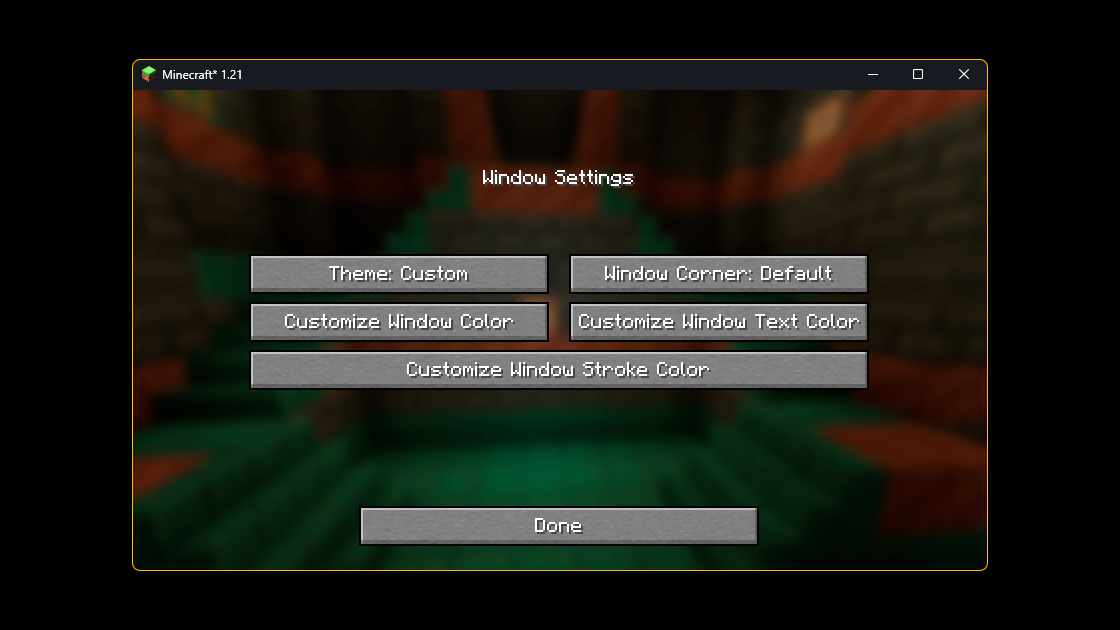 Minecraft* 1.21
Window Settings
Theme: Custom
Window Corner: Default
Customize Window Color
Customize Window Text Color
Customize Window Stroke Color
Done